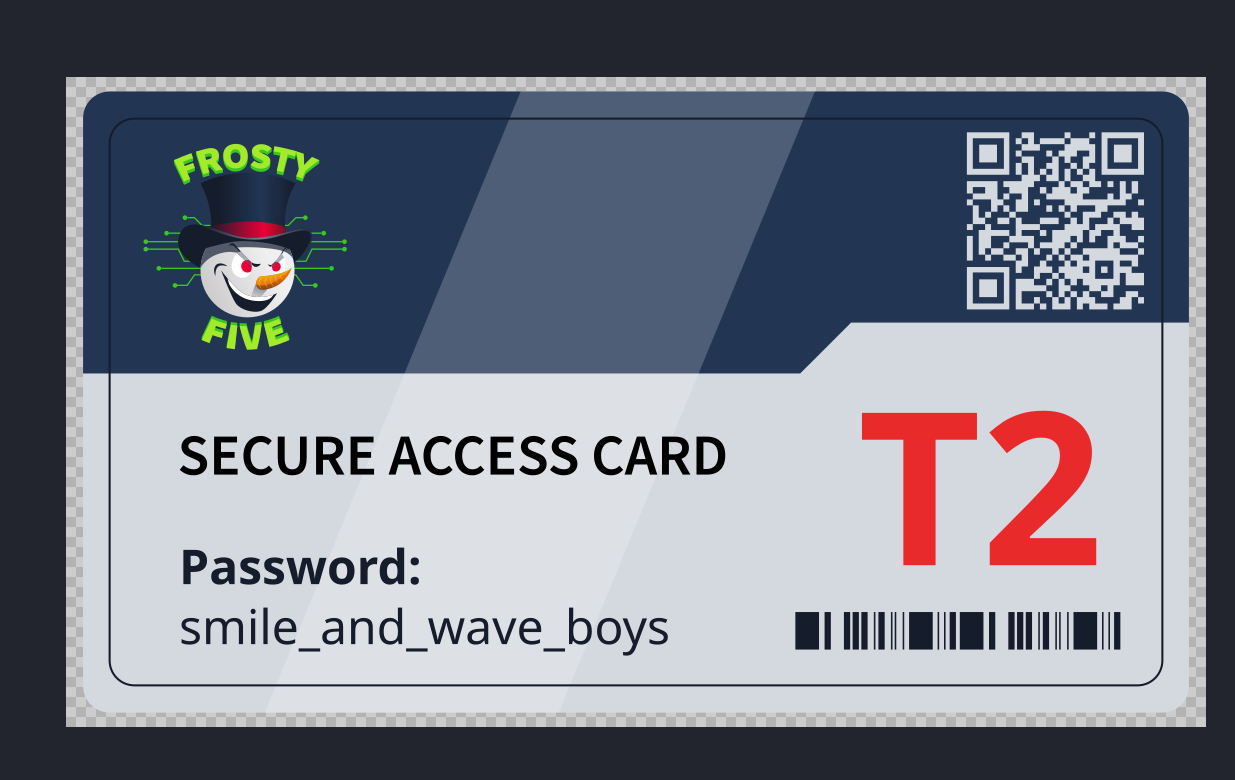 FROSTY
FIVE
SECURE ACCESS CARD
T2
Password:
smile_and_wave_boys